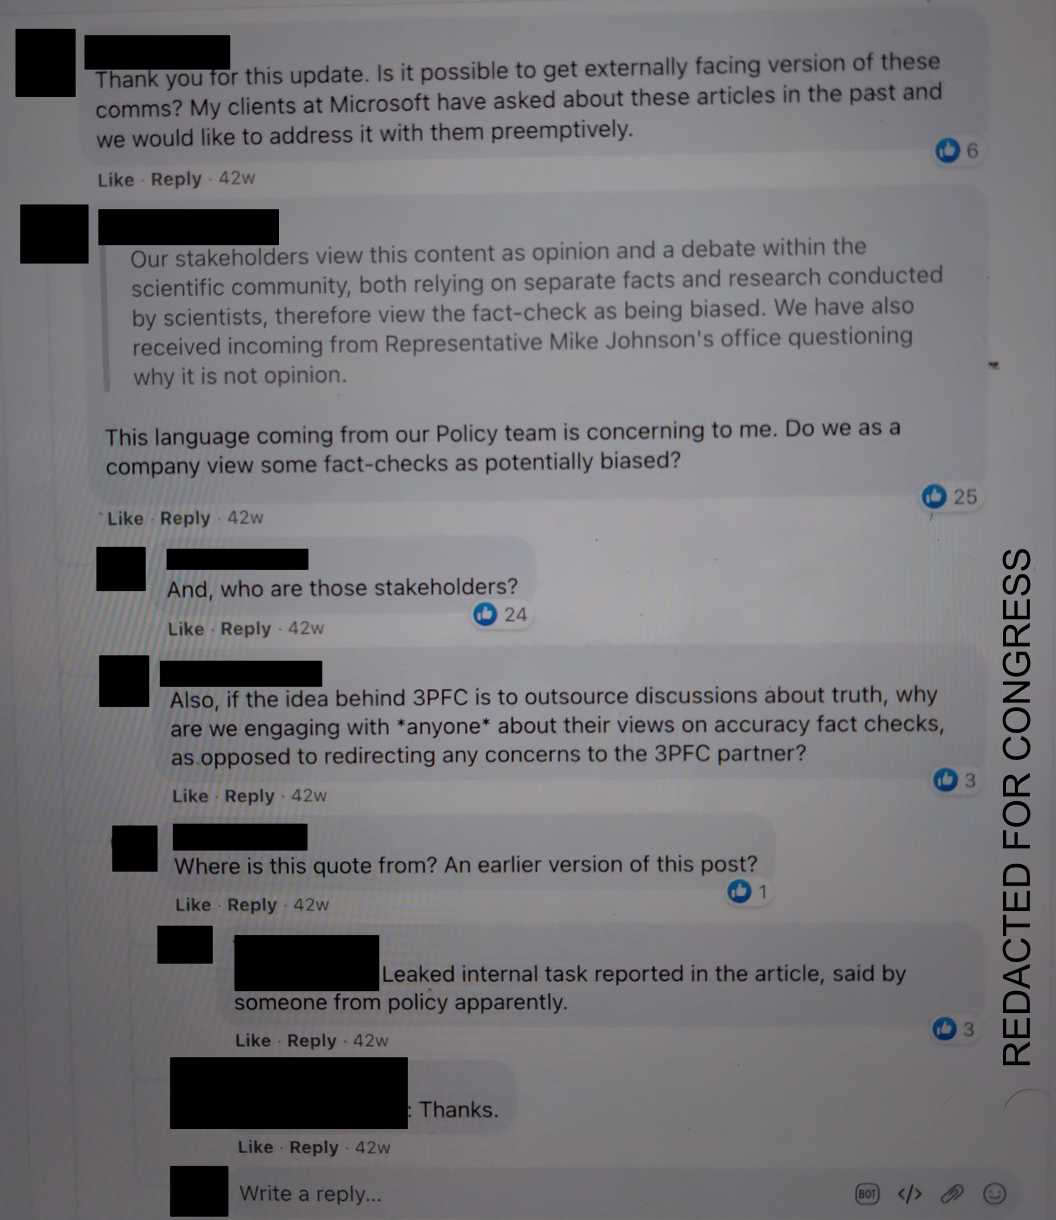 Thank you for this update. Is it possible to get externally facing version of these
comms? My clients at Microsoft have asked about these articles in the past and
we would like to address it with them preemptively.
6
Like · Reply · 42w
Our stakeholders view this content as opinion and a debate within the
scientific community, both relying on separate facts and research conducted
by scientists, therefore view the fact-check as being biased. We have also
received incoming from Representative Mike Johnson's office questioning
why it is not opinion.
This language coming from our Policy team is concerning to me. Do we as a
company view some fact-checks as potentially biased?
25
Like · Reply · 42w
And, who are those stakeholders?
24
Like · Reply · 42w
Also, if the idea behind 3PFC is to outsource discussions about truth, why
are we engaging with *anyone* about their views on accuracy fact checks,
as opposed to redirecting any concerns to the 3PFC partner?
3
Like · Reply · 42w
Where is this quote from? An earlier version of this post?
1
Like · Reply · 42w
Leaked internal task reported in the article, said by
someone from policy apparently.
3
Like · Reply · 42w
: Thanks.
Like · Reply · 42w
Write a reply...
BOT </>
REDACTED FOR CONGRESS